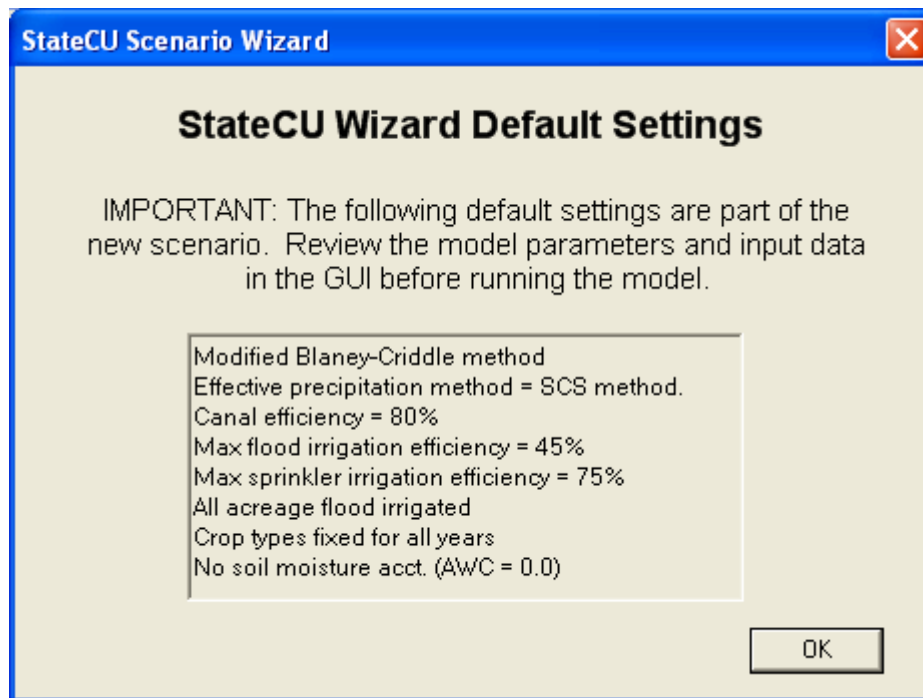 StateCU Scenario Wizard
StateCU Wizard Default Settings
IMPORTANT: The following default settings are part of the
new scenario.  Review the model parameters and input data
in the GUI before running the model.
Modified Blaney-Criddle method
Effective precipitation method = SCS method.
Canal efficiency = 80%
Max flood irrigation efficiency = 45%
Max sprinkler irrigation efficiency = 75%
All acreage flood irrigated
Crop types fixed for all years
No soil moisture acct. (AWC = 0.0)
OK